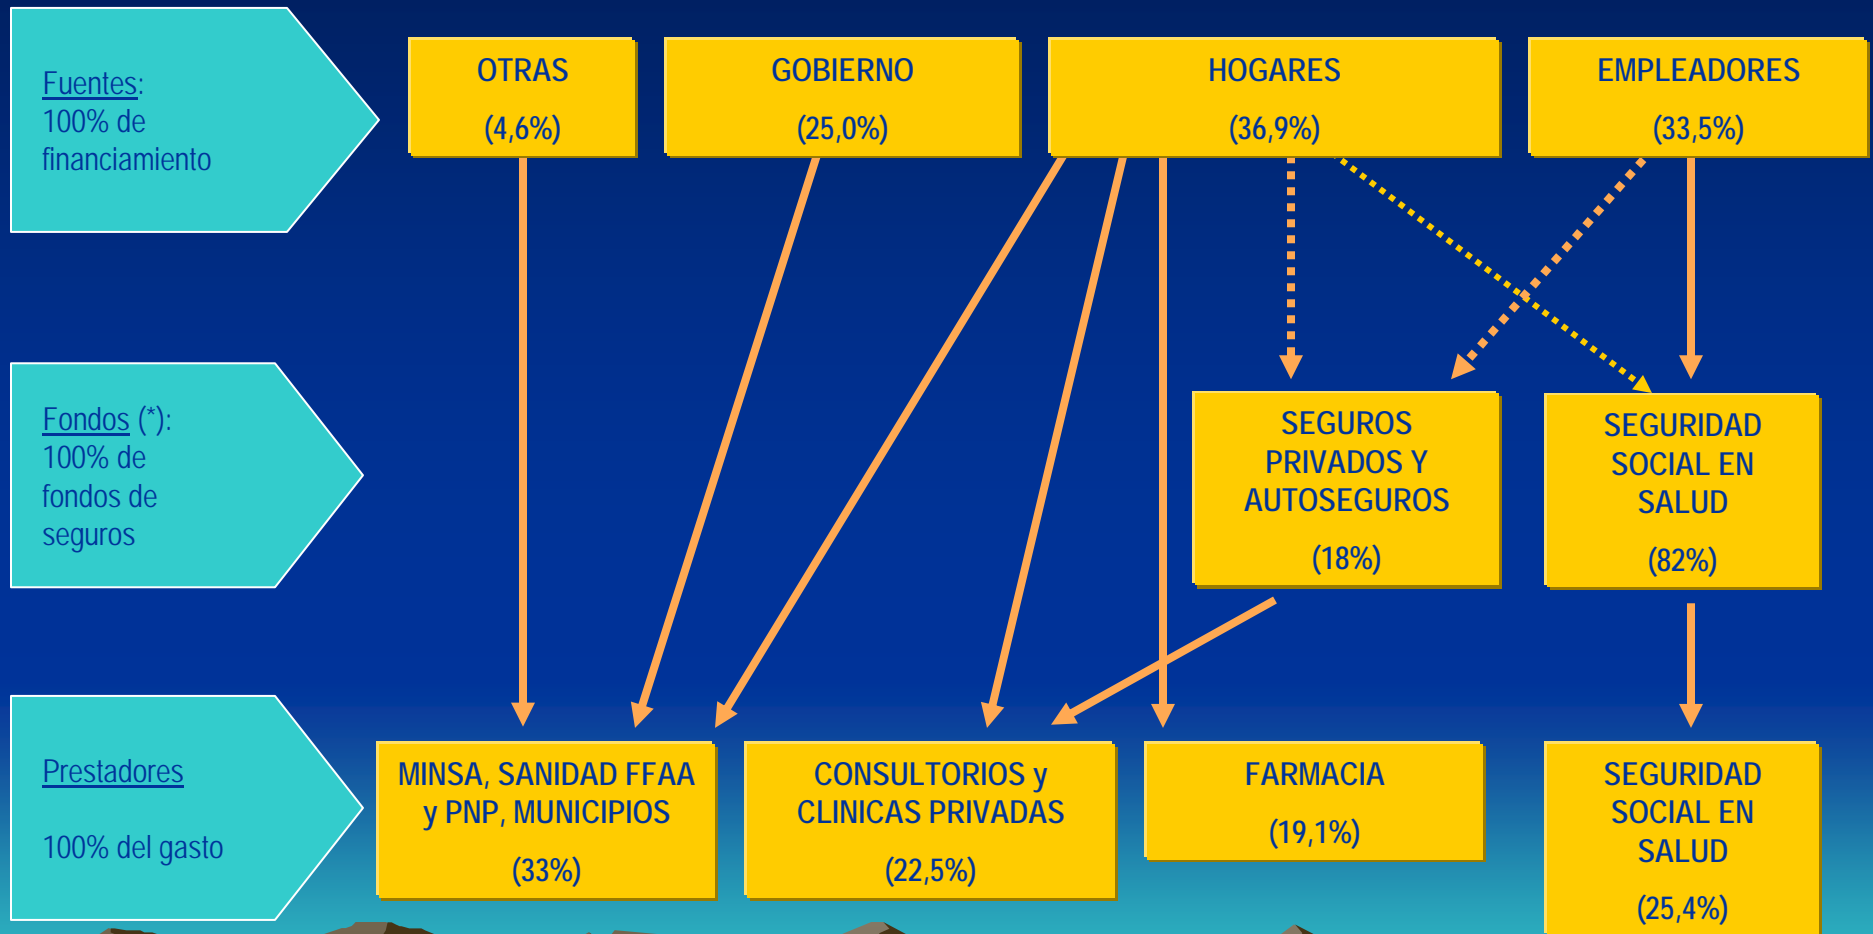 Fuentes:
100% de
financiamiento
OTRAS
(4,6%)
GOBIERNO
(25,0%)
HOGARES
(36,9%)
EMPLEADORES
(33,5%)
Fondos (*):
100% de
fondos de
seguros
SEGUROS
PRIVADOS Y
AUTOSEGUROS
(18%)
SEGURIDAD
SOCIAL EN
SALUD
(82%)
Prestadores
100% del gasto
MINSA, SANIDAD FFAA
y PNP, MUNICIPIOS
(33%)
CONSULTORIOS y
CLINICAS PRIVADAS
(22,5%)
FARMACIA
(19,1%)
SEGURIDAD
SOCIAL EN
SALUD
(25,4%)